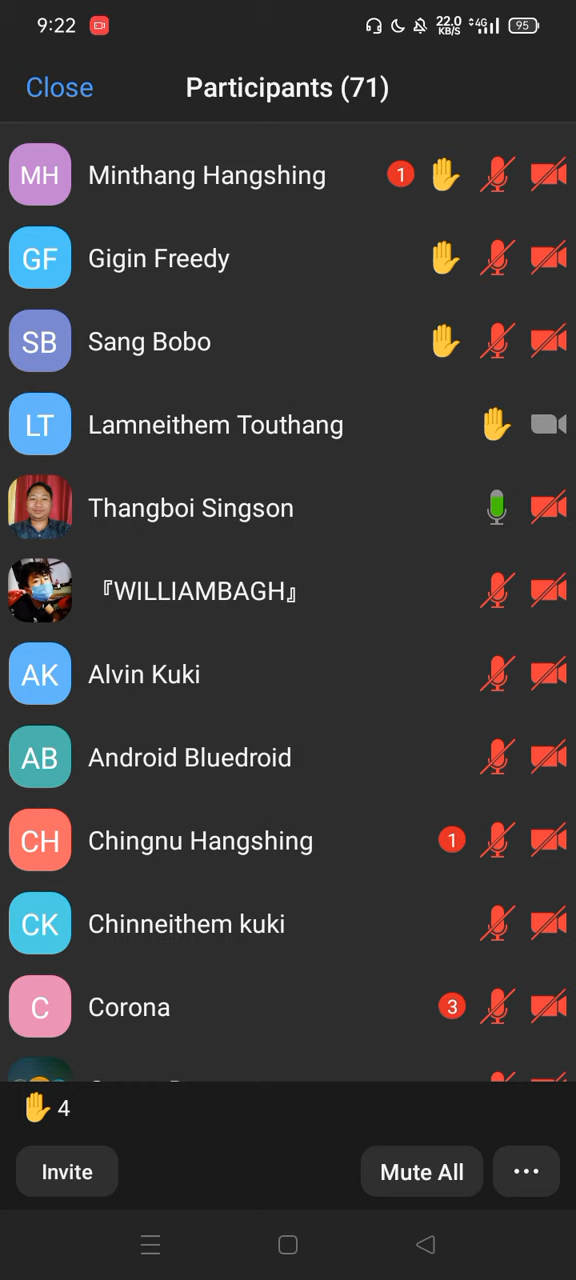 9:22 22.0 KB/S 4G 95
Close Participants (71)
MH Minthang Hangshing 1
GF Gigin Freedy
SB Sang Bobo
LT Lamneithem Touthang
Thangboi Singson
『WILLIAMBAGH』
AK Alvin Kuki
AB Android Bluedroid
CH Chingnu Hangshing 1
CK Chinneithem kuki
C Corona 3
4
Invite Mute All ...